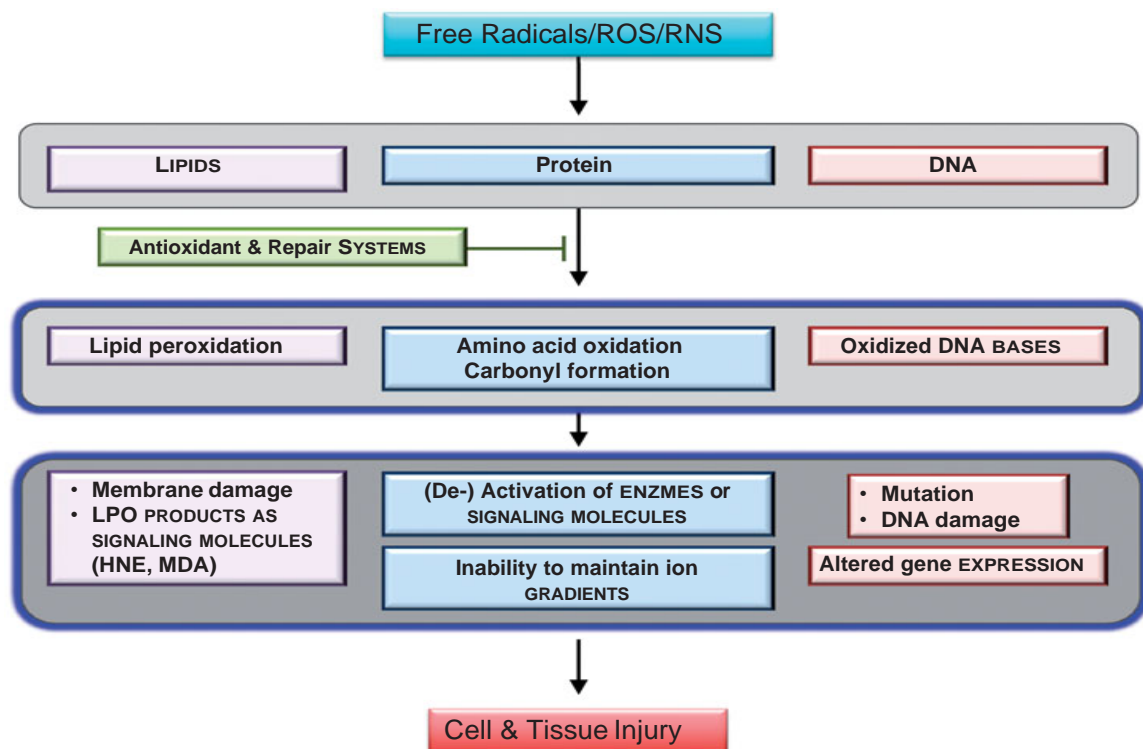 Free Radicals/ROS/RNS
LIPIDS
Protein
DNA
Antioxidant & Repair SYSTEMS
Lipid peroxidation
Amino acid oxidation
Carbonyl formation
Oxidized DNA BASES
• Membrane damage
• LPO PRODUCTS AS
SIGNALING MOLECULES
(HNE, MDA)
(De-) Activation of ENZMES or
SIGNALING MOLECULES
Inability to maintain ion
GRADIENTS
• Mutation
• DNA damage
Altered gene EXPRESSION
Cell & Tissue Injury